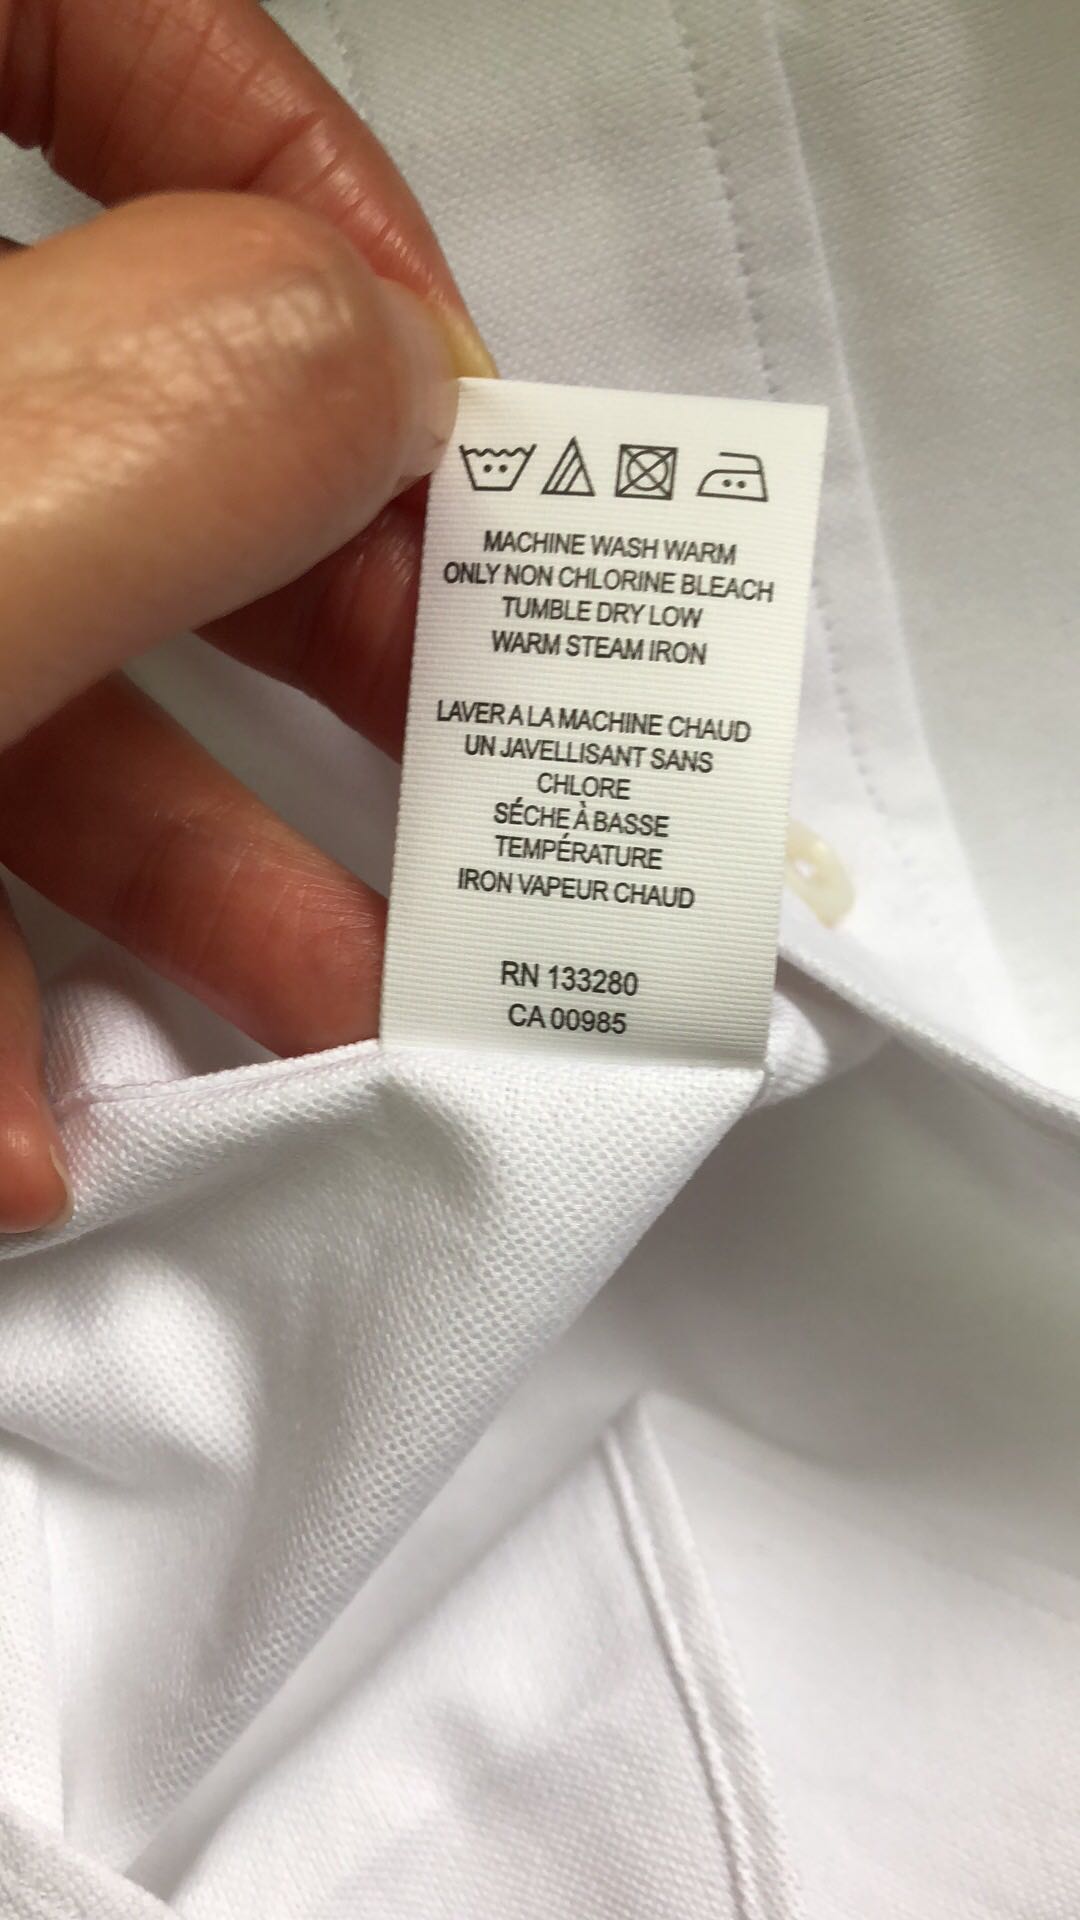 MACHINE WASH WARM
ONLY NON CHLORINE BLEACH
TUMBLE DRY LOW
WARM STEAM IRON
LAVER A LA MACHINE CHAUD
UN JAVELLISANT SANS
CHLORE
SÉCHE À BASSE
TEMPÉRATURE
IRON VAPEUR CHAUD
RN 133280
CA 00985